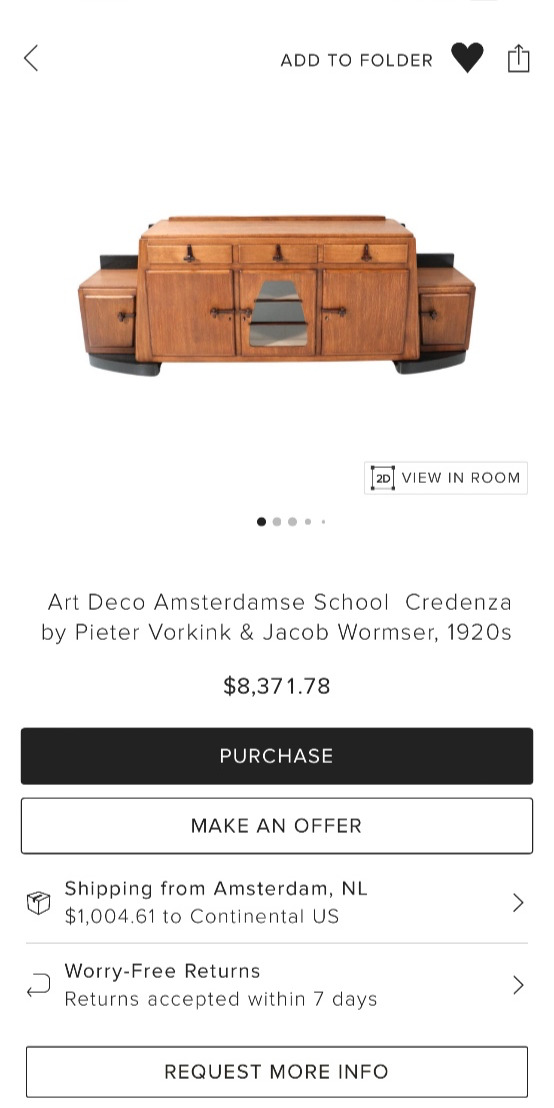 ADD TO FOLDER
2D VIEW IN ROOM
Art Deco Amsterdamse School Credenza
by Pieter Vorkink & Jacob Wormser, 1920s
$8,371.78
PURCHASE
MAKE AN OFFER
Shipping from Amsterdam, NL
$1,004.61 to Continental US
Worry-Free Returns
Returns accepted within 7 days
REQUEST MORE INFO